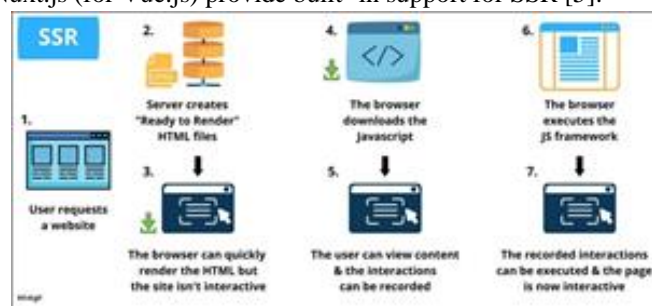 Nuxt.js (for Vue.js) provide built- in support for SSR [3].
SSR
1.
User requests
a website
2.
Server creates
"Ready to Render"
HTML files
3.
The browser can quickly
render the HTML but
the site isn't interactive
4.
</>
The browser
downloads the
Javascript
5.
The user can view content
& the interactions
can be recorded
6.
The browser
executes the
JS framework
7.
The recorded interactions
can be executed & the page
is now interactive